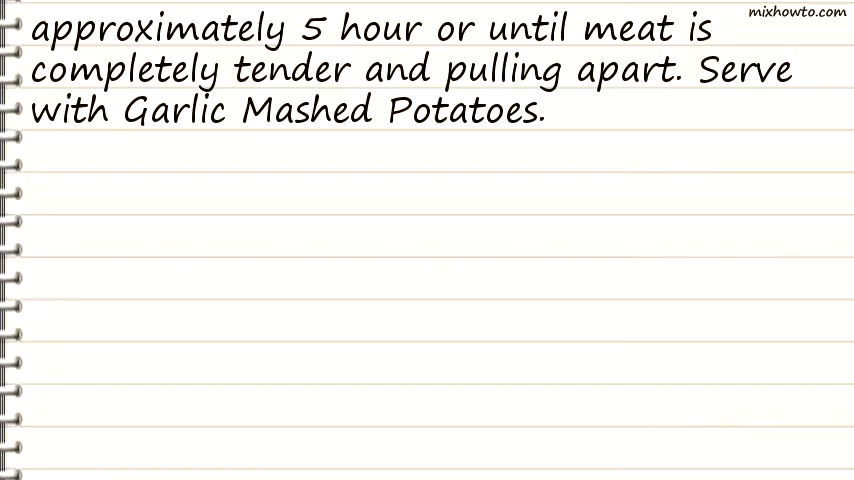 mixhowto.com
approximately 5 hour or until meat is
completely tender and pulling apart. Serve
with Garlic Mashed Potatoes.